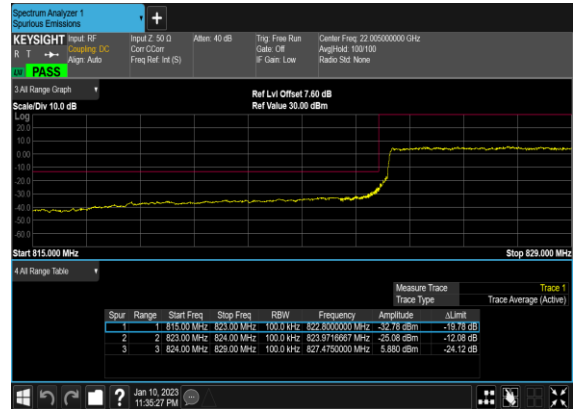 Spectrum Analyzer 1
Spurious Emissions
+
KEYSIGHT Input: RF Input Z: 50 Ω Atten: 40 dB Trig: Free Run Center Freq: 22.005000000 GHz
R T Coupling: DC Corr CCorr Gate: Off Avg|Hold: 100/100
Align: Auto Freq Ref: Int (S) IF Gain: Low Radio Std: None
LW PASS
3 All Range Graph
Ref Lvl Offset 7.60 dB
Scale/Div 10.0 dB Ref Value 30.00 dBm
Log
20.0
10.0
0.00
-10.0
-20.0
-30.0
-40.0
-50.0
-60.0
Start 815.000 MHz Stop 829.000 MHz
4 All Range Table
Measure Trace Trace 1
Trace Type Trace Average (Active)
Spur Range Start Freq Stop Freq RBW Frequency Amplitude ΔLimit
1 1 815.00 MHz 823.00 MHz 100.0 kHz 822.8000000 MHz -32.78 dBm -19.78 dB
2 2 823.00 MHz 824.00 MHz 100.0 kHz 823.9716667 MHz -25.08 dBm -12.08 dB
3 3 824.00 MHz 829.00 MHz 100.0 kHz 827.4750000 MHz 5.880 dBm -24.12 dB
? Jan 10, 2023
11:35:27 PM